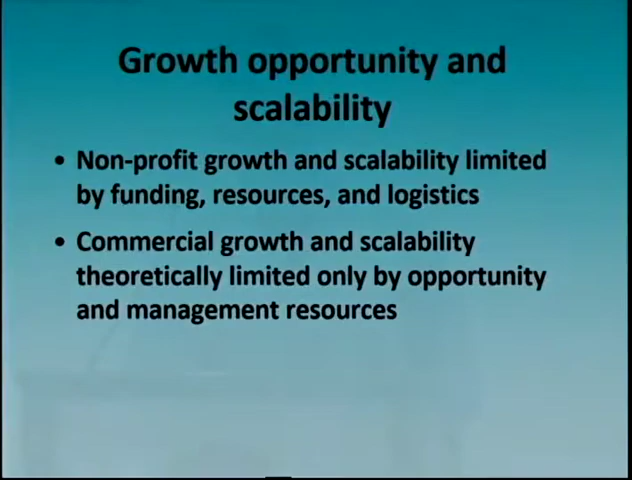 Growth opportunity and
scalability
• Non-profit growth and scalability limited
by funding, resources, and logistics
• Commercial growth and scalability
theoretically limited only by opportunity
and management resources